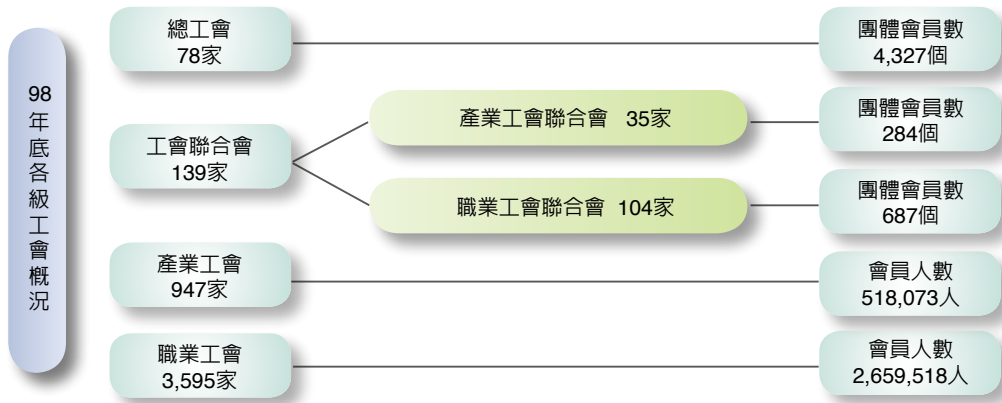 98年底各級工會概況
總工會
78家
團體會員數
4,327個
工會聯合會
139家
產業工會聯合會 35家
團體會員數
284個
職業工會聯合會 104家
團體會員數
687個
產業工會
947家
會員人數
518,073人
職業工會
3,595家
會員人數
2,659,518人